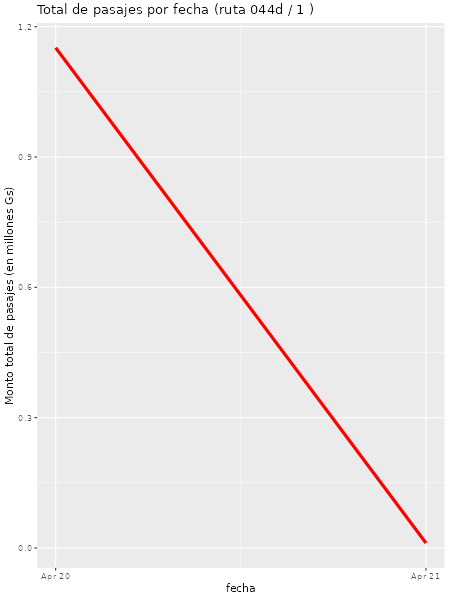 Total de pasajes por fecha (ruta 044d / 1 )
Monto total de pasajes (en millones Gs)
1.2
0.9
0.6
0.3
0.0
Apr 20
Apr 21
fecha